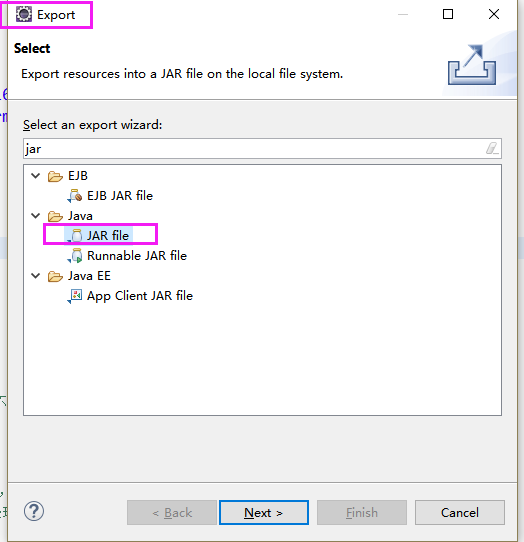 Export
Select
Export resources into a JAR file on the local file system.
Select an export wizard:
jar
EJB
EJB JAR file
Java
JAR file
Runnable JAR file
Java EE
App Client JAR file
< Back
Next >
Finish
Cancel